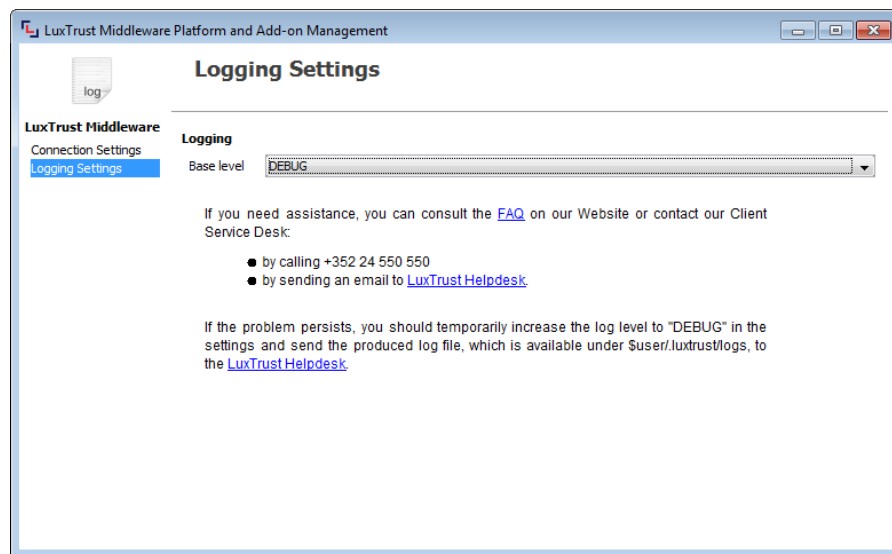 LuxTrust Middleware Platform and Add-on Management
log
Logging Settings
LuxTrust Middleware
Connection Settings
Logging Settings
Logging
Base level DEBUG
If you need assistance, you can consult the FAQ on our Website or contact our Client
Service Desk:
● by calling +352 24 550 550
● by sending an email to LuxTrust Helpdesk.
If the problem persists, you should temporarily increase the log level to "DEBUG" in the
settings and send the produced log file, which is available under $user/.luxtrust/logs, to
the LuxTrust Helpdesk.